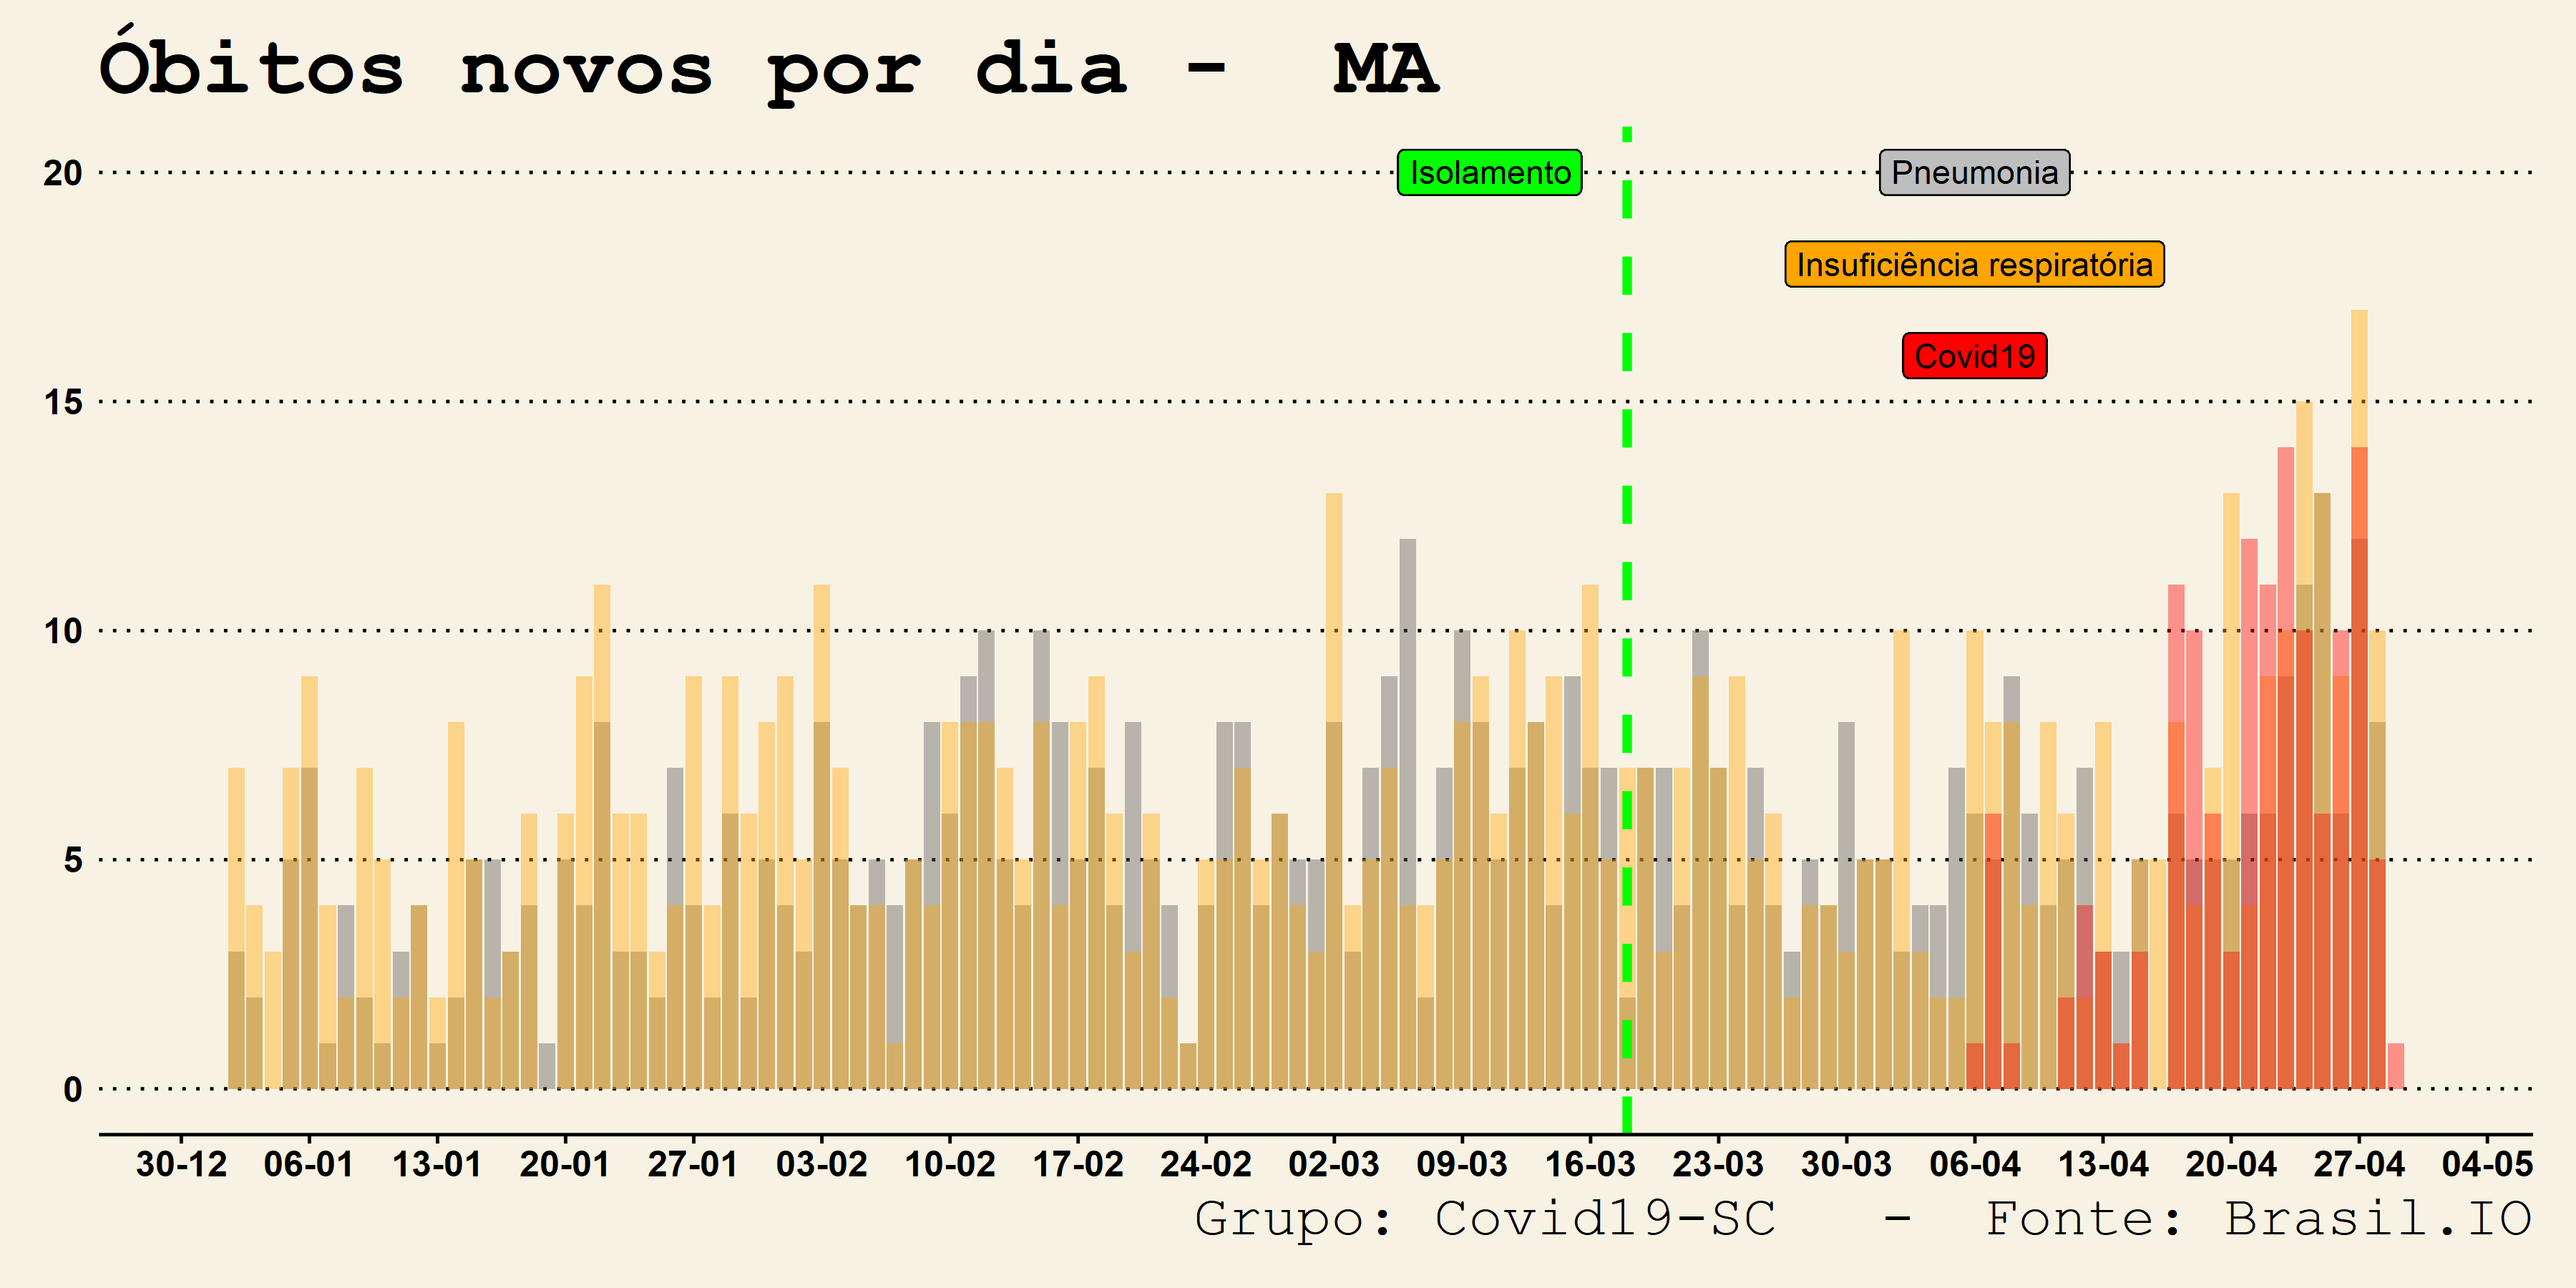 Óbitos novos por dia - MA
20
Isolamento
Pneumonia
Insuficiência respiratória
Covid19
15
10
5
0
30-12 06-01 13-01 20-01 27-01 03-02 10-02 17-02 24-02 02-03 09-03 16-03 23-03 30-03 06-04 13-04 20-04 27-04 04-05
Grupo: Covid19-SC - Fonte: Brasil.IO